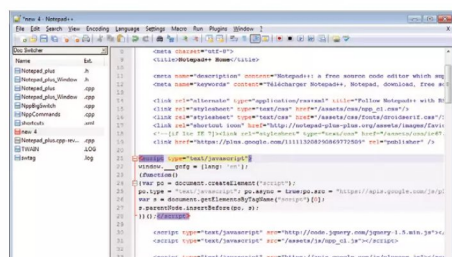 *new 4 - Notepad++
File Edit Search View Encoding Language Settings Macro Run Plugins Window ?
Doc Switcher
Name Ext.
Notepad_plus .h
Notepad_plus_Window .h
Notepad_plus .cpp
Notepad_plus_Window .cpp
NppBigSwitch .cpp
NppCommands .cpp
shortcuts .xml
new 4
Notepad_plus.cpp-rev... .cpp
TWAIN .LOG
swtag .log
<meta charset="utf-8">
<title>Notepad++ Home</title>
<meta name="description" content="Notepad++: a free source code editor which
<meta name="keywords" content="Télécharger Notepad++, Notepad, download, free
<link rel="alternate" type="application/rss+xml" title="Follow Notepad++ with
<link rel="stylesheet" type="text/css" href="/assets/css/npp_c1.css"/>
<link rel="stylesheet" type="text/css" href="/assets/css/fonts/droidserif.css"
<link rel="shortcut icon" href="http://notepad-plus-plus.org/assets/images/
<!--[if lte IE 7]><link rel="stylesheet" type="text/css" href="/assets/css/
<link href="https://plus.google.com/ rel="publisher" />
<script type="text/javascript">
window.___gcfg = {lang: 'en'};
(function()
{var po = document.createElement("script");
po.type = "text/javascript"; po.async = true;po.src = "https://apis.google.com/js/
var s = document.getElementsByTagName("script")[0];
s.parentNode.insertBefore(po, s);
})();</script>
<script type="text/javascript" src="http://code.jquery.com/jquery-1.5.min.js">
<script type="text/javascript" src="/assets/js/npp_c1.js"></script>